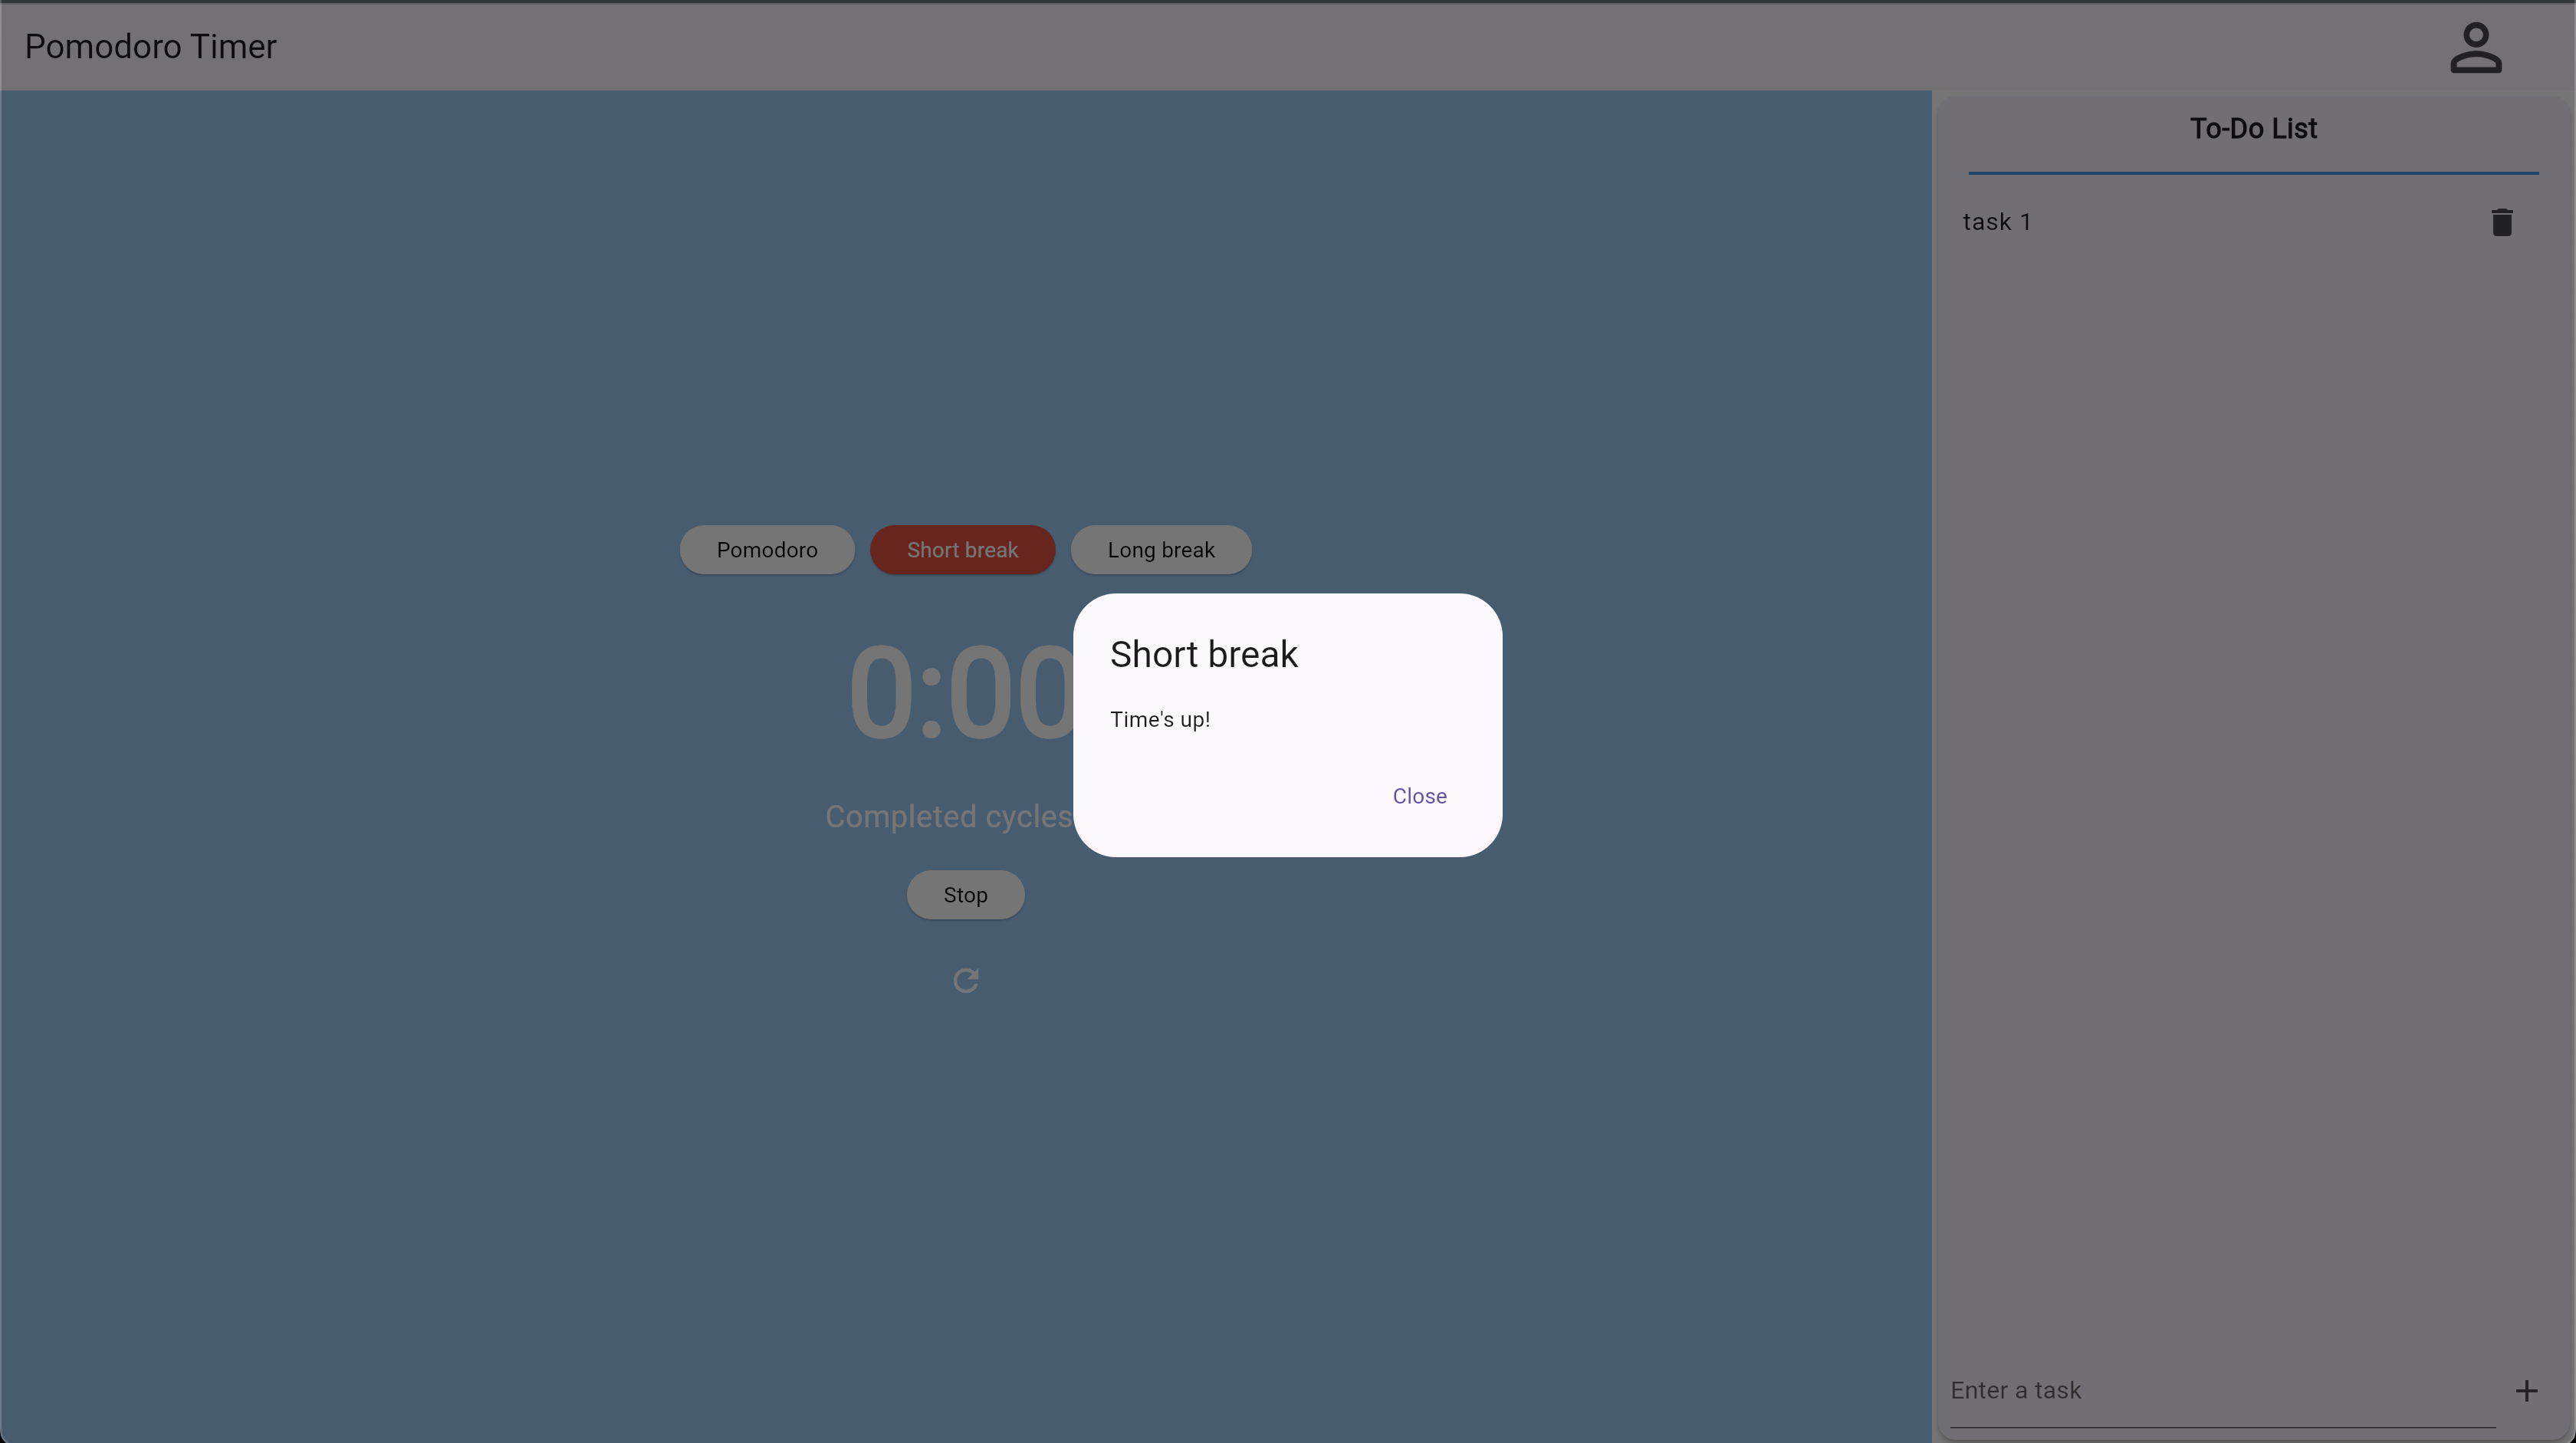 Pomodoro Timer
Pomodoro
Short break
Long break
0:00
Completed cycles
Stop
Short break
Time's up!
Close
To-Do List
task 1
Enter a task